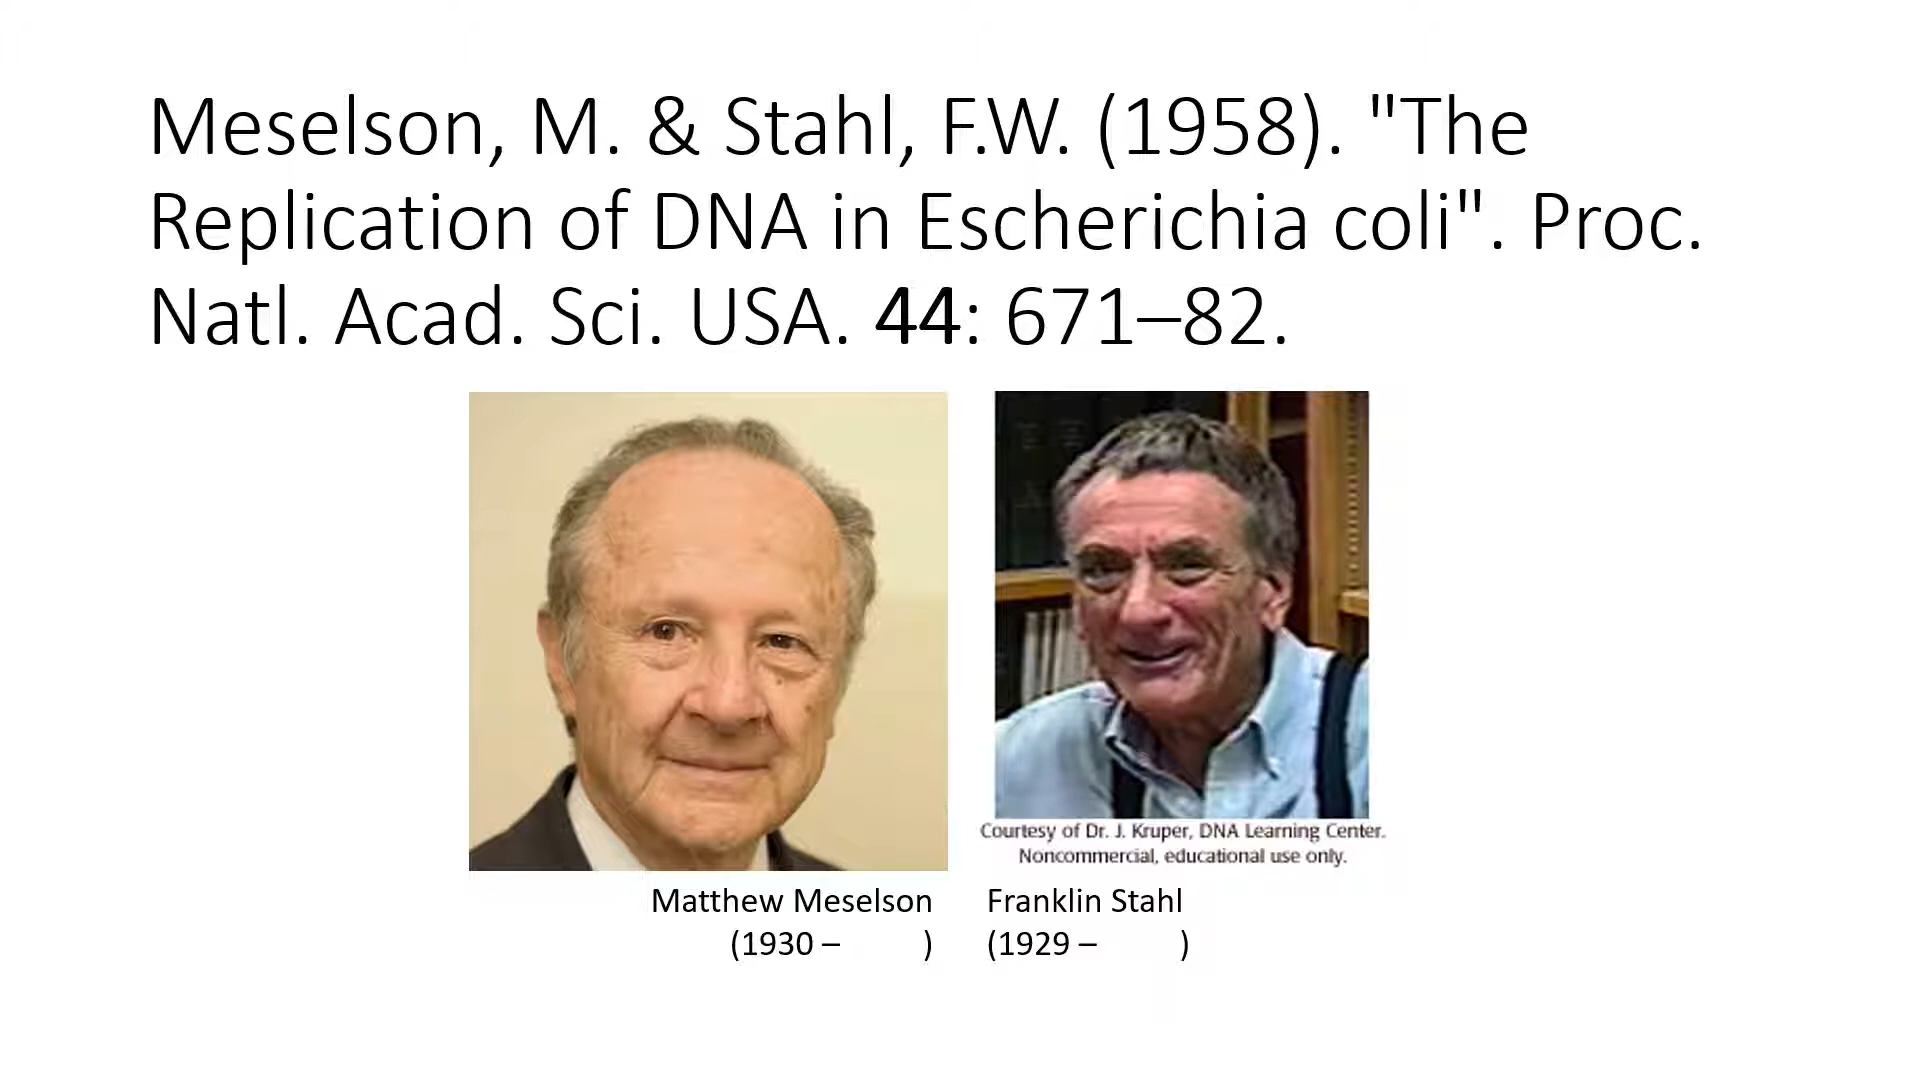 Meselson, M. & Stahl, F.W. (1958). "The
Replication of DNA in Escherichia coli". Proc.
Natl. Acad. Sci. USA. 44: 671–82.
Courtesy of Dr. J. Kruper, DNA Learning Center.
Noncommercial, educational use only.
Matthew Meselson
(1930 – )
Franklin Stahl
(1929 – )